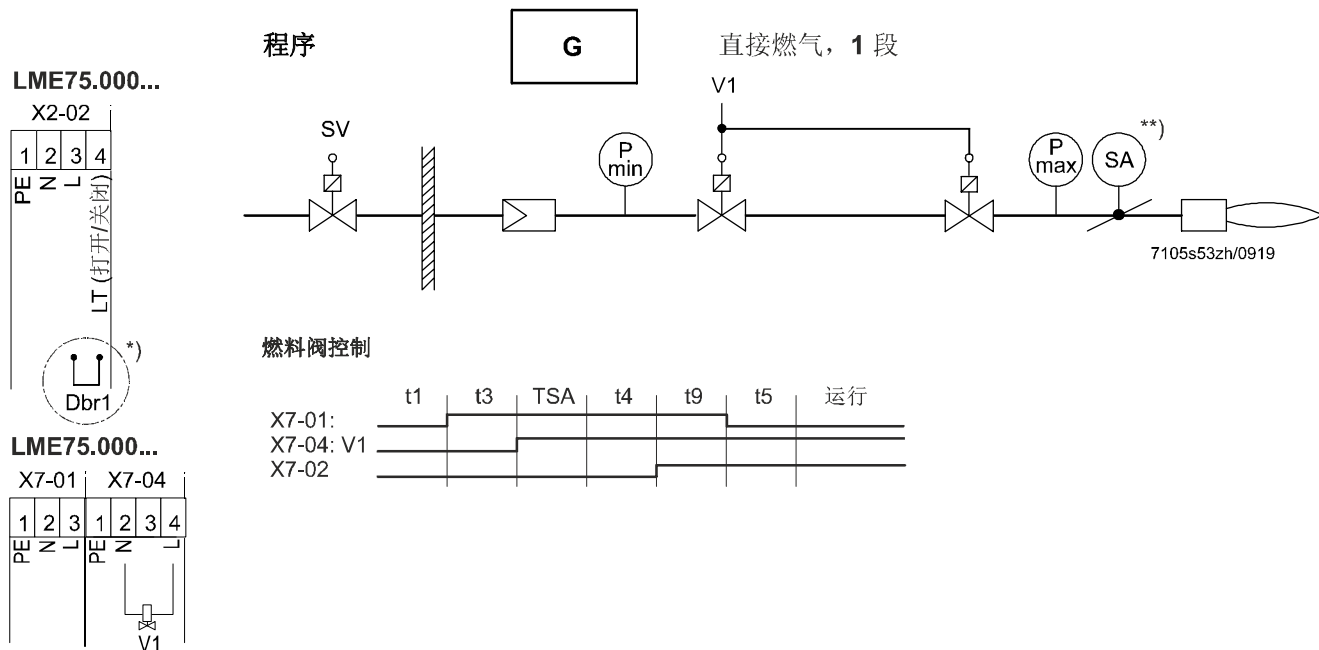 程序
G
直接燃气，1 段
LME75.000...
X2-02
1 2 3 4
PE N L LT (打开/关闭)
*)
Dbr1
SV
P min
V1
P max
SA
**)
7105s53zh/0919
燃料阀控制
t1 t3 TSA t4 t9 t5 运行
X7-01:
X7-04: V1
X7-02
LME75.000...
X7-01 X7-04
1 2 3 1 2 3 4
PE N L PE N L
V1